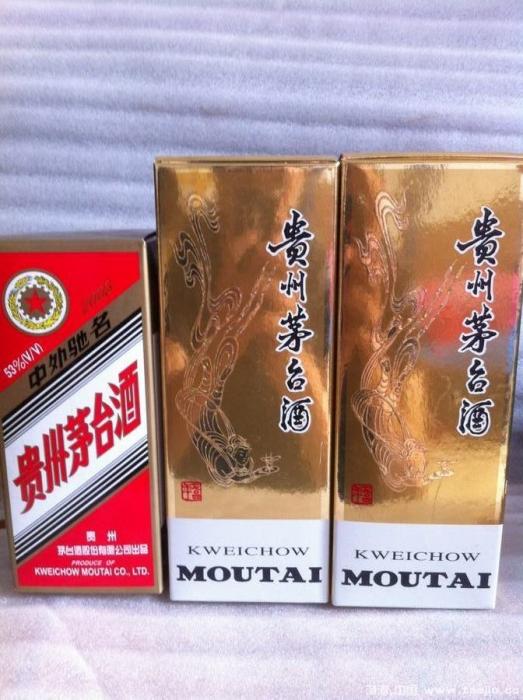 53%(V/V)
中外驰名
贵州茅台酒
贵州
茅台酒股份有限公司出品
PRODUCE OF
KWEICHOW MOUTAI CO., LTD.
貴州茅台酒
KWEICHOW
MOUTAI
貴州茅台酒
KWEICHOW
MOUTAI